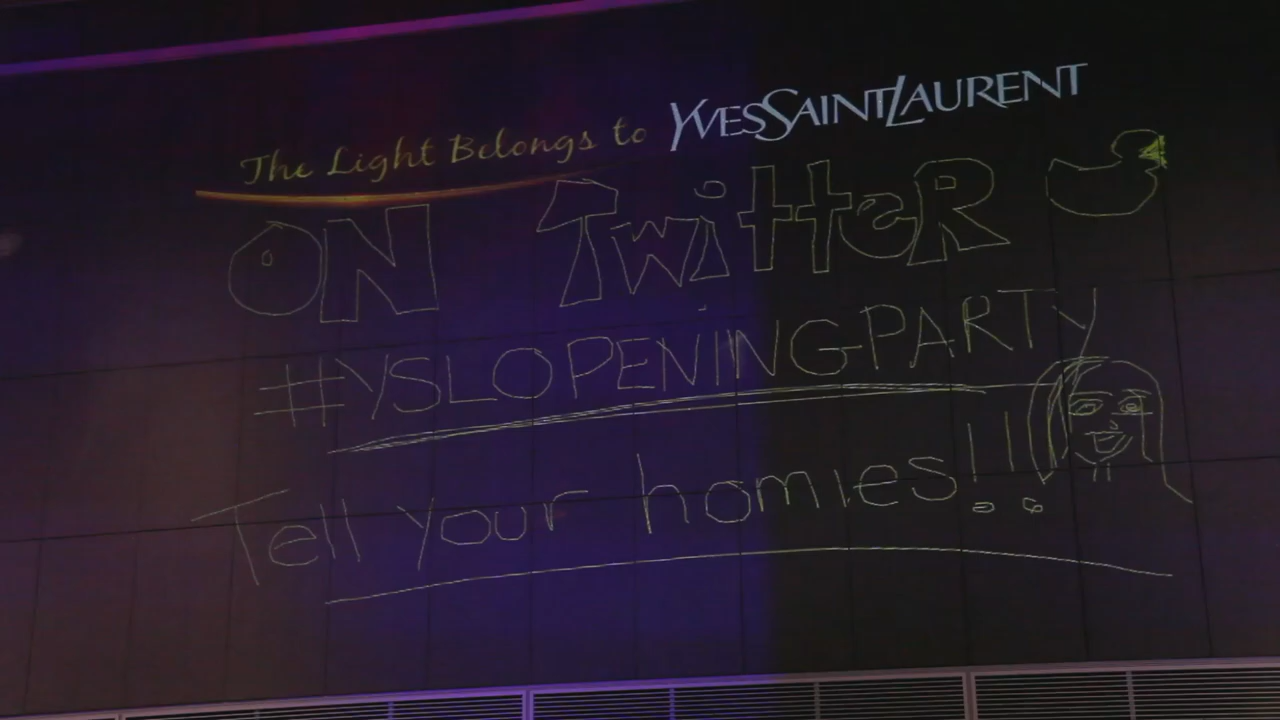 The Light Belongs to YVESSAINTLAURENT
ON TwitteR
#YSLOPENINGPARTY
Tell your homies!!